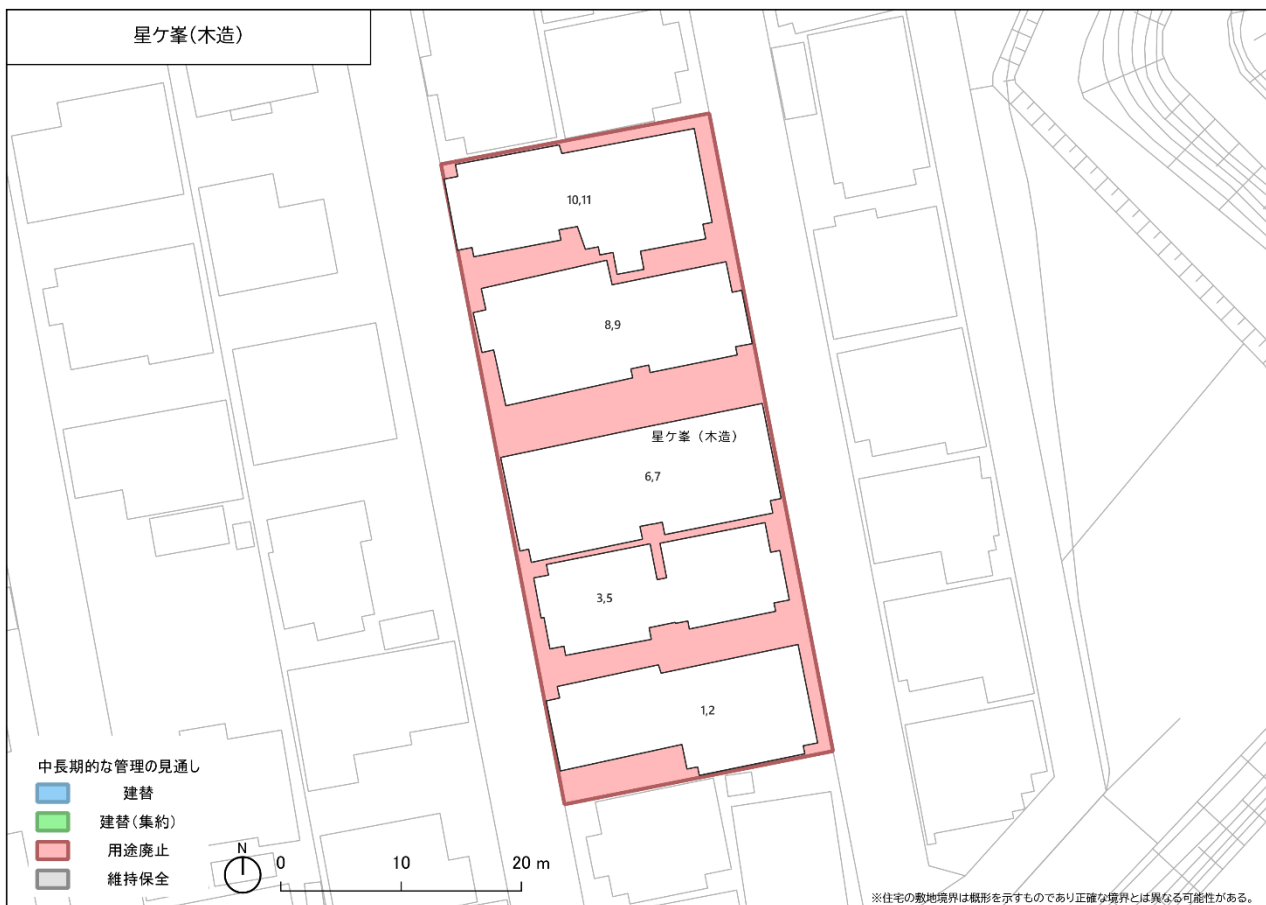 星ケ峯(木造)
10,11
8,9
星ケ峯（木造）
6,7
3,5
1,2
中長期的な管理の見通し
建替
建替(集約)
用途廃止
維持保全
N
0 10 20 m
※住宅の敷地境界は概形を示すものであり正確な境界とは異なる可能性がある。